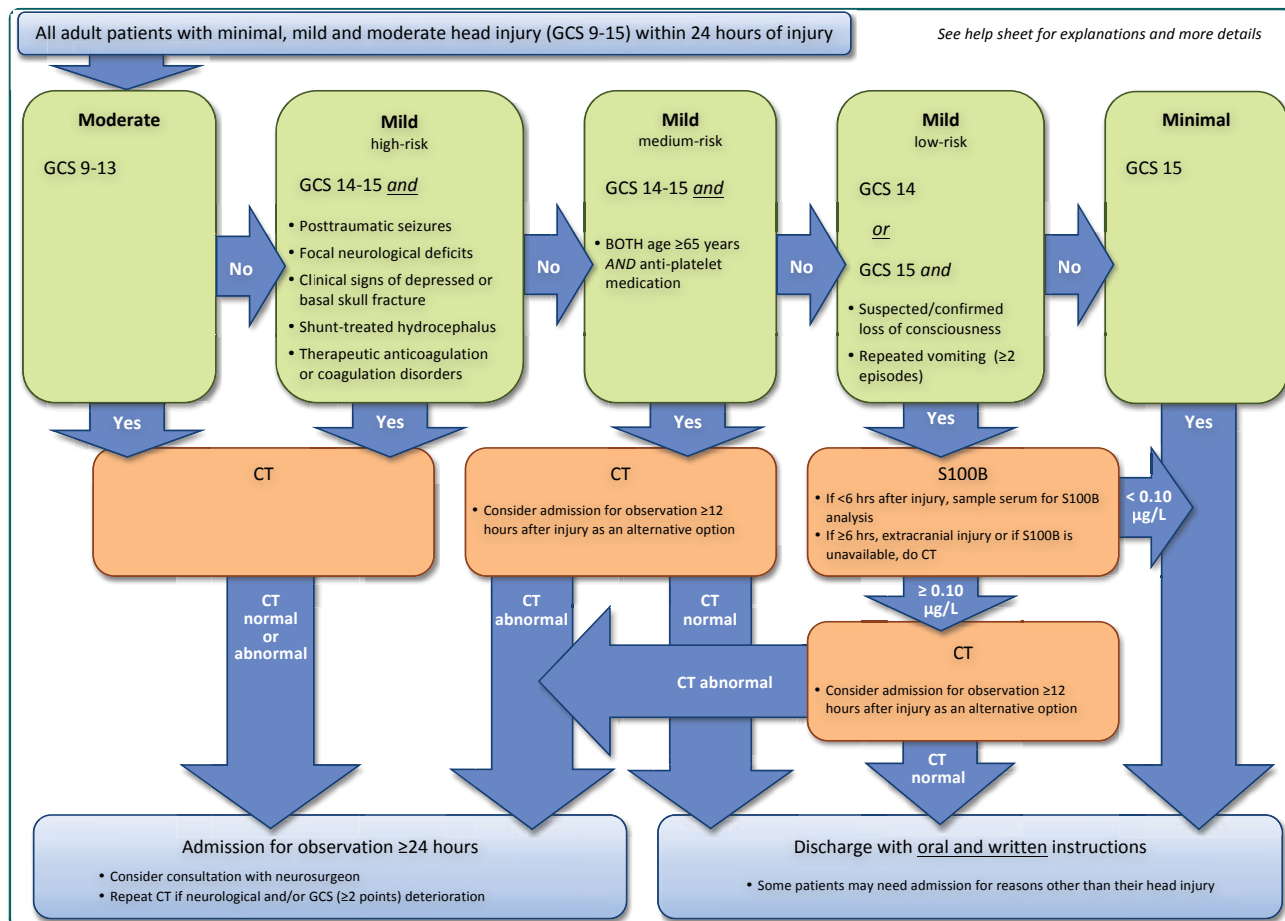 All adult patients with minimal, mild and moderate head injury (GCS 9-15) within 24 hours of injury
See help sheet for explanations and more details
Moderate
GCS 9-13
No
Mild
high-risk
GCS 14-15 and
• Posttraumatic seizures
• Focal neurological deficits
• Clinical signs of depressed or
basal skull fracture
• Shunt-treated hydrocephalus
• Therapeutic anticoagulation
or coagulation disorders
No
Mild
medium-risk
GCS 14-15 and
• BOTH age ≥65 years
AND anti-platelet
medication
No
Mild
low-risk
GCS 14
or
GCS 15 and
• Suspected/confirmed
loss of consciousness
• Repeated vomiting (≥2
episodes)
No
Minimal
GCS 15
Yes
Yes
Yes
Yes
Yes
CT
CT
• Consider admission for observation ≥12
hours after injury as an alternative option
S100B
• If <6 hrs after injury, sample serum for S100B
analysis
• If ≥6 hrs, extracranial injury or if S100B is
unavailable, do CT
< 0.10
µg/L
CT
normal
or
abnormal
CT
abnormal
CT
normal
≥ 0.10
µg/L
CT
• Consider admission for observation ≥12
hours after injury as an alternative option
CT abnormal
CT
normal
Admission for observation ≥24 hours
• Consider consultation with neurosurgeon
• Repeat CT if neurological and/or GCS (≥2 points) deterioration
Discharge with oral and written instructions
• Some patients may need admission for reasons other than their head injury